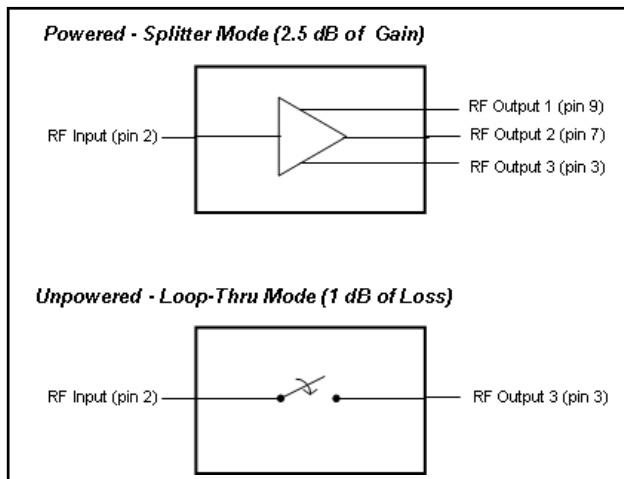 Powered - Splitter Mode (2.5 dB of Gain)
RF Input (pin 2)
RF Output 1 (pin 9)
RF Output 2 (pin 7)
RF Output 3 (pin 3)
Unpowered - Loop-Thru Mode (1 dB of Loss)
RF Input (pin 2)
RF Output 3 (pin 3)